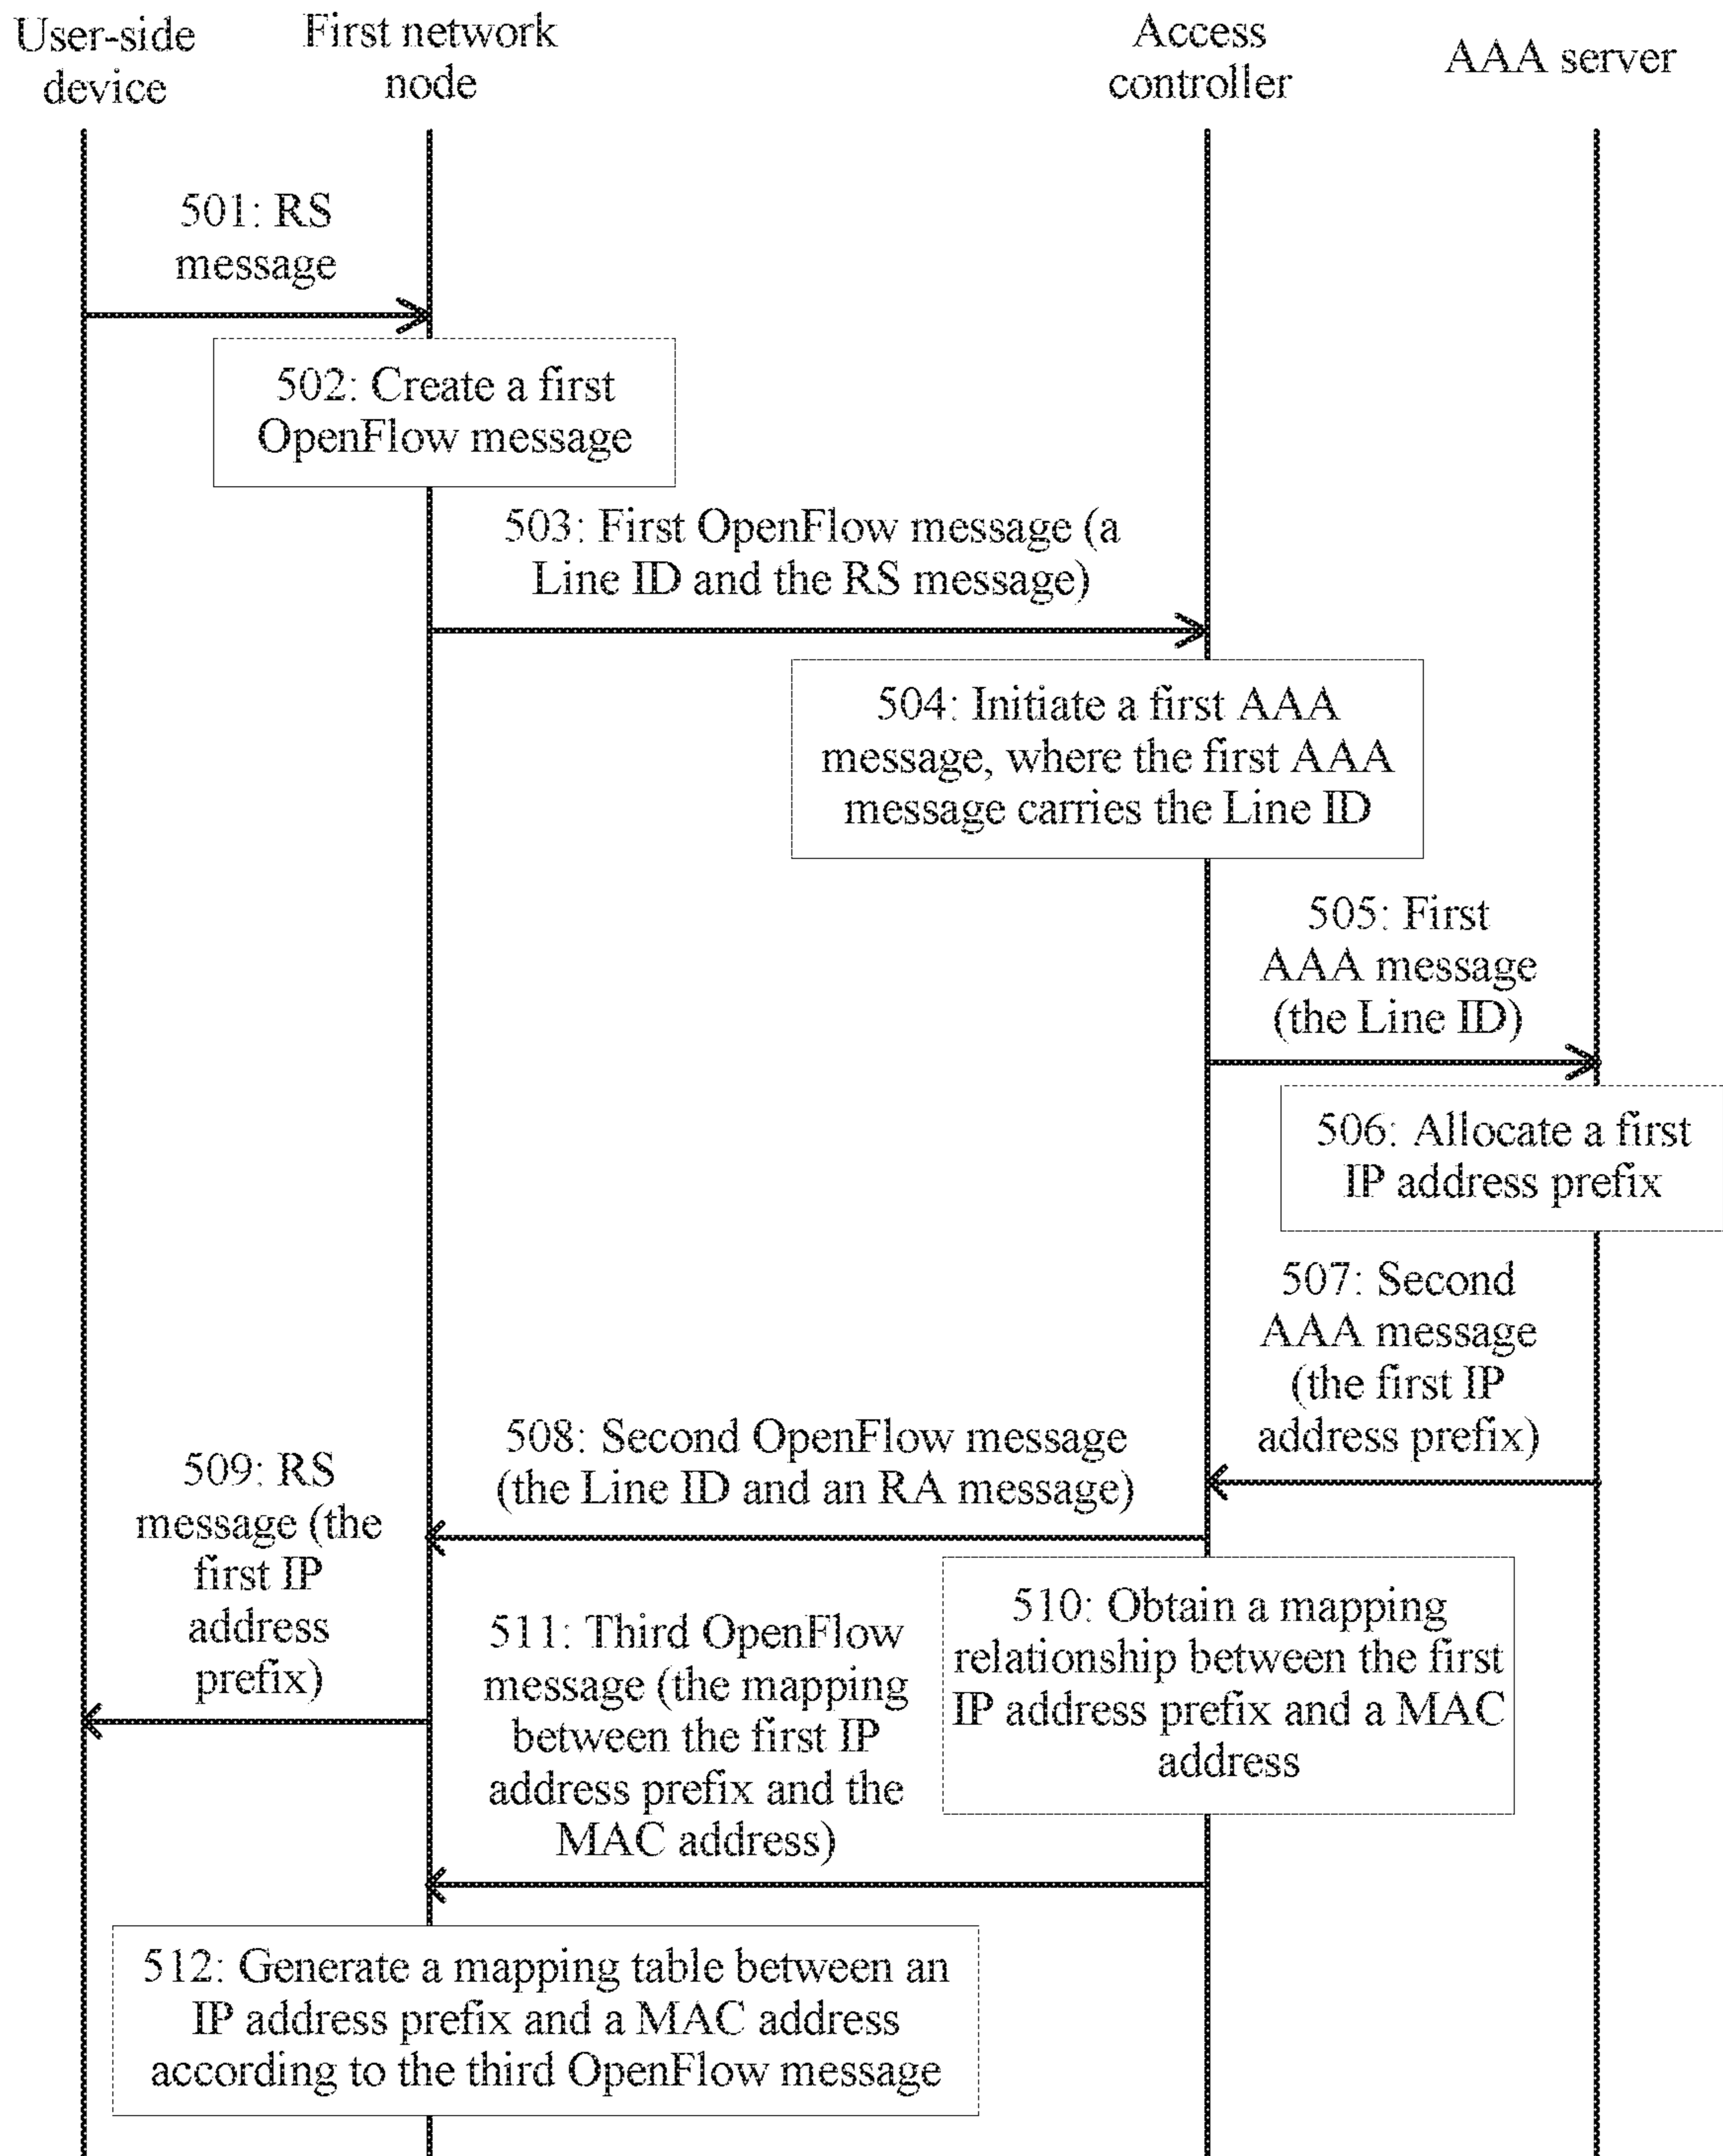 User-side
device
First network
node
Access
controller
AAA server
501: RS
message
502: Create a first
OpenFlow message
503: First OpenFlow message (a
Line ID and the RS message)
504: Initiate a first AAA
message, where the first AAA
message carries the Line ID
505: First
AAA message
(the Line ID)
506: Allocate a first
IP address prefix
507: Second
AAA message
(the first IP
address prefix)
508: Second OpenFlow message
(the Line ID and an RA message)
509: RS
message (the
first IP
address
prefix)
510: Obtain a mapping
relationship between the first
IP address prefix and a MAC
address
511: Third OpenFlow
message (the mapping
between the first IP
address prefix and the
MAC address)
512: Generate a mapping table between an
IP address prefix and a MAC address
according to the third OpenFlow message